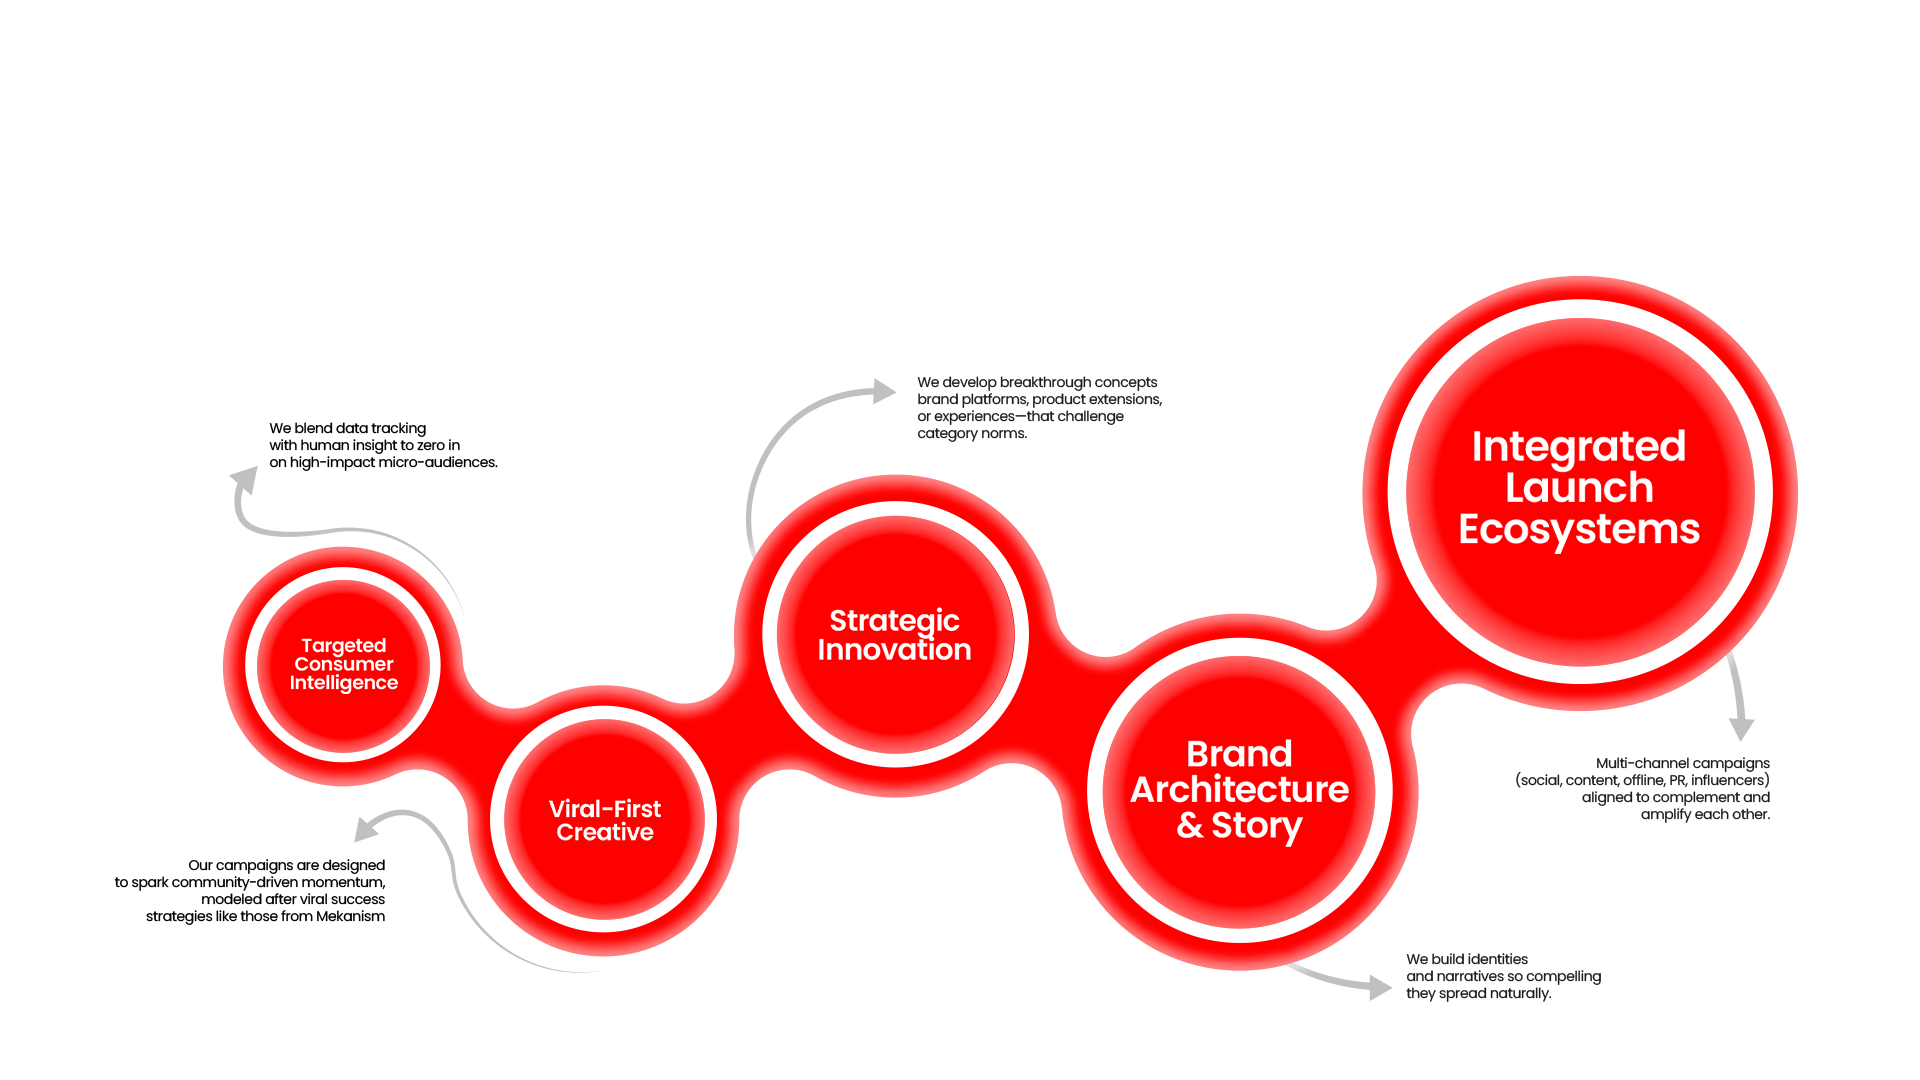 We blend data tracking
with human insight to zero in
on high-impact micro-audiences.
Targeted
Consumer
Intelligence
Our campaigns are designed
to spark community-driven momentum,
modeled after viral success
strategies like those from Mekanism
Viral-First
Creative
We develop breakthrough concepts
brand platforms, product extensions,
or experiences—that challenge
category norms.
Strategic
Innovation
Brand
Architecture
& Story
We build identities
and narratives so compelling
they spread naturally.
Integrated
Launch
Ecosystems
Multi-channel campaigns
(social, content, offline, PR, influencers)
aligned to complement and
amplify each other.